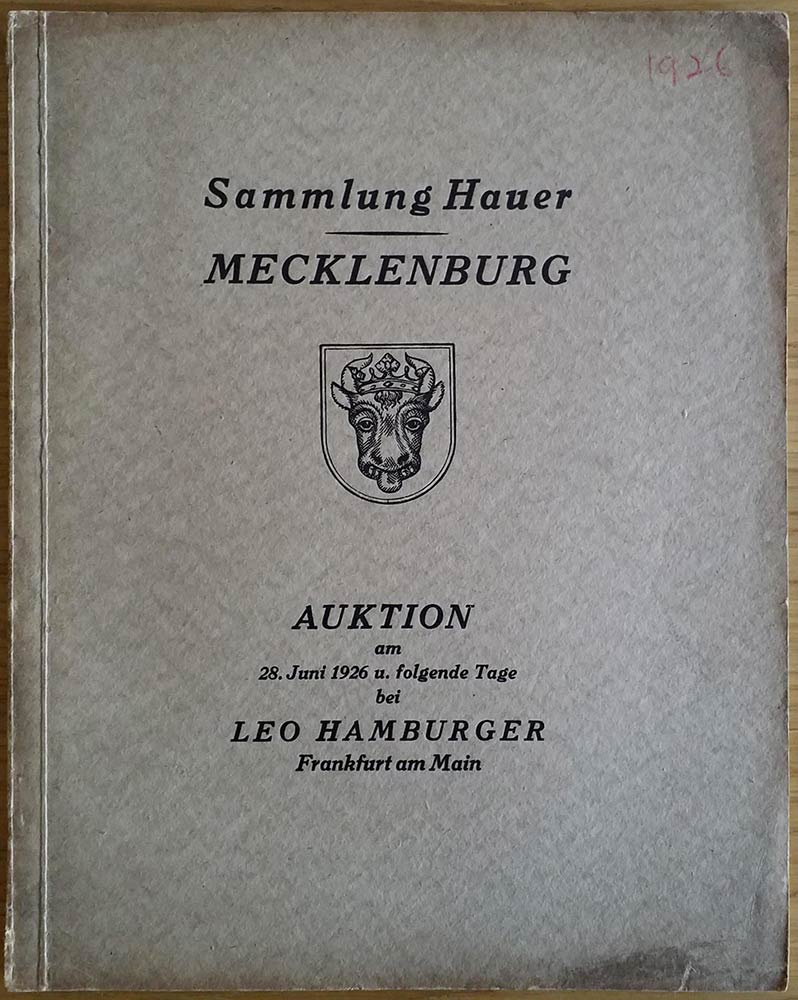 1926
Sammlung Hauer
MECKLENBURG
AUKTION
am
28. Juni 1926 u. folgende Tage
bei
LEO HAMBURGER
Frankfurt am Main